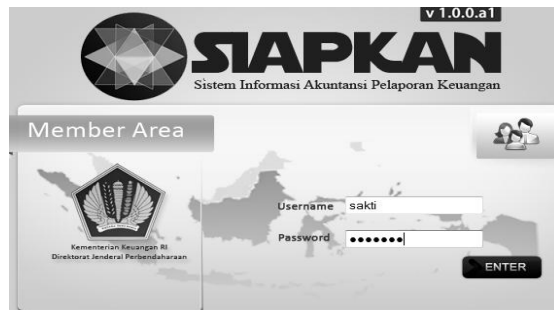 v 1.0.0.a1
SIAPKAN
Sistem Informasi Akuntansi Pelaporan Keuangan
Member Area
Username sakti
Password •••••••
Kementerian Keuangan RI
Direktorat Jenderal Perbendaharaan
ENTER